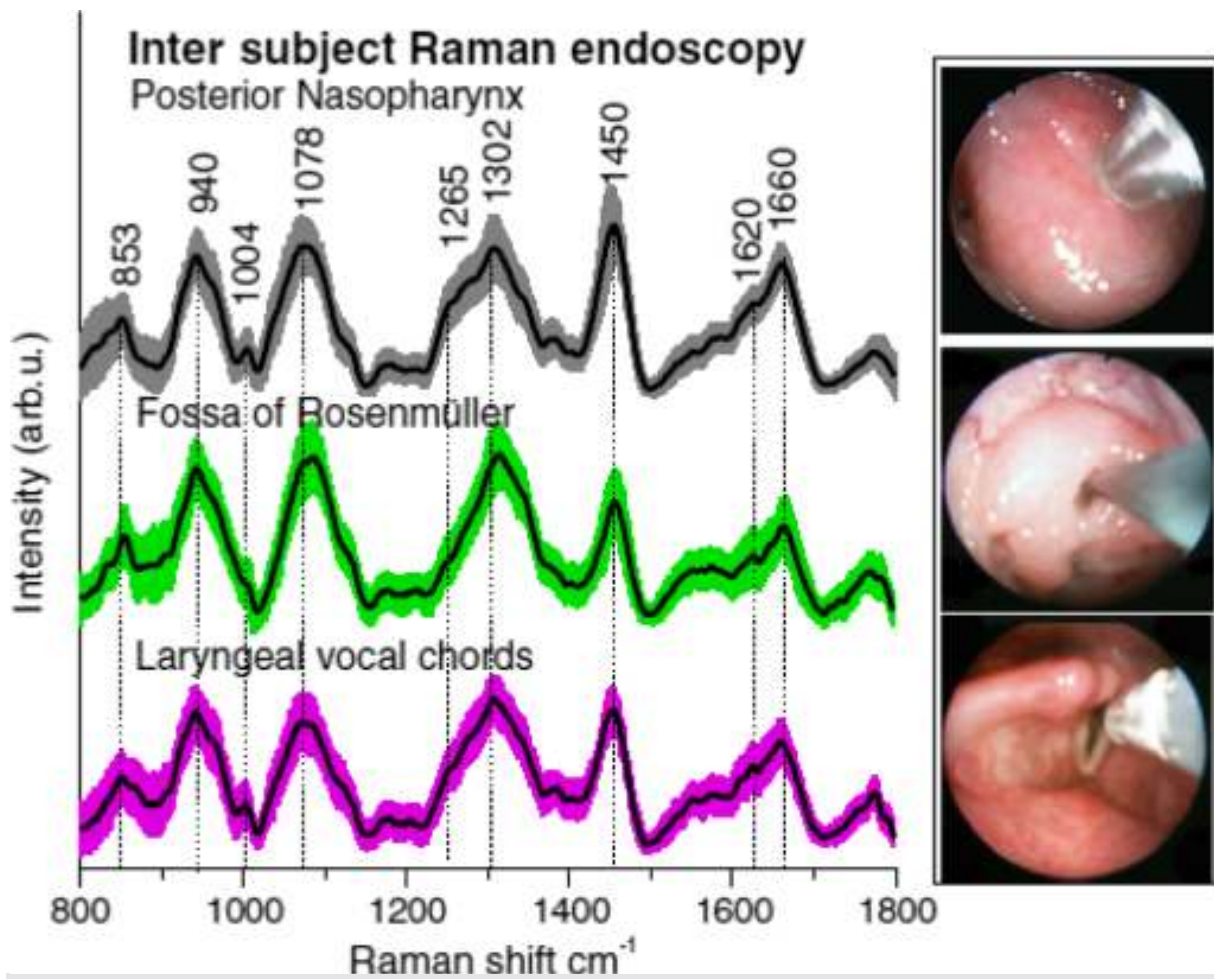 Inter subject Raman endoscopy
Posterior Nasopharynx
853
940
1004
1078
1265
1302
1450
1620
1660
Fossa of Rosenmüller
Laryngeal vocal chords
Intensity (arb.u.)
800 1000 1200 1400 1600 1800
Raman shift cm⁻¹